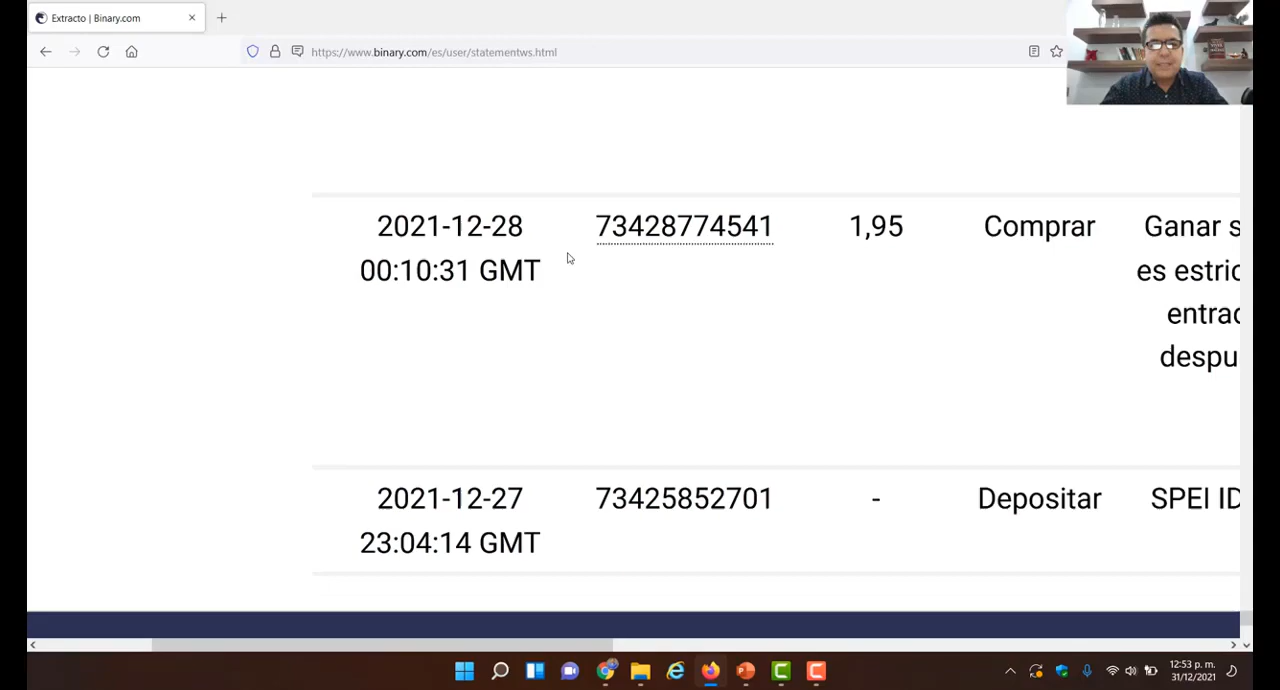 Extracto | Binary.com
https://www.binary.com/es/user/statementws.html
2021-12-28 73428774541 1,95 Comprar Ganar s
00:10:31 GMT es estric
entrac
despu
2021-12-27 73425852701 - Depositar SPEI ID
23:04:14 GMT
12:53 p. m.
31/12/2021